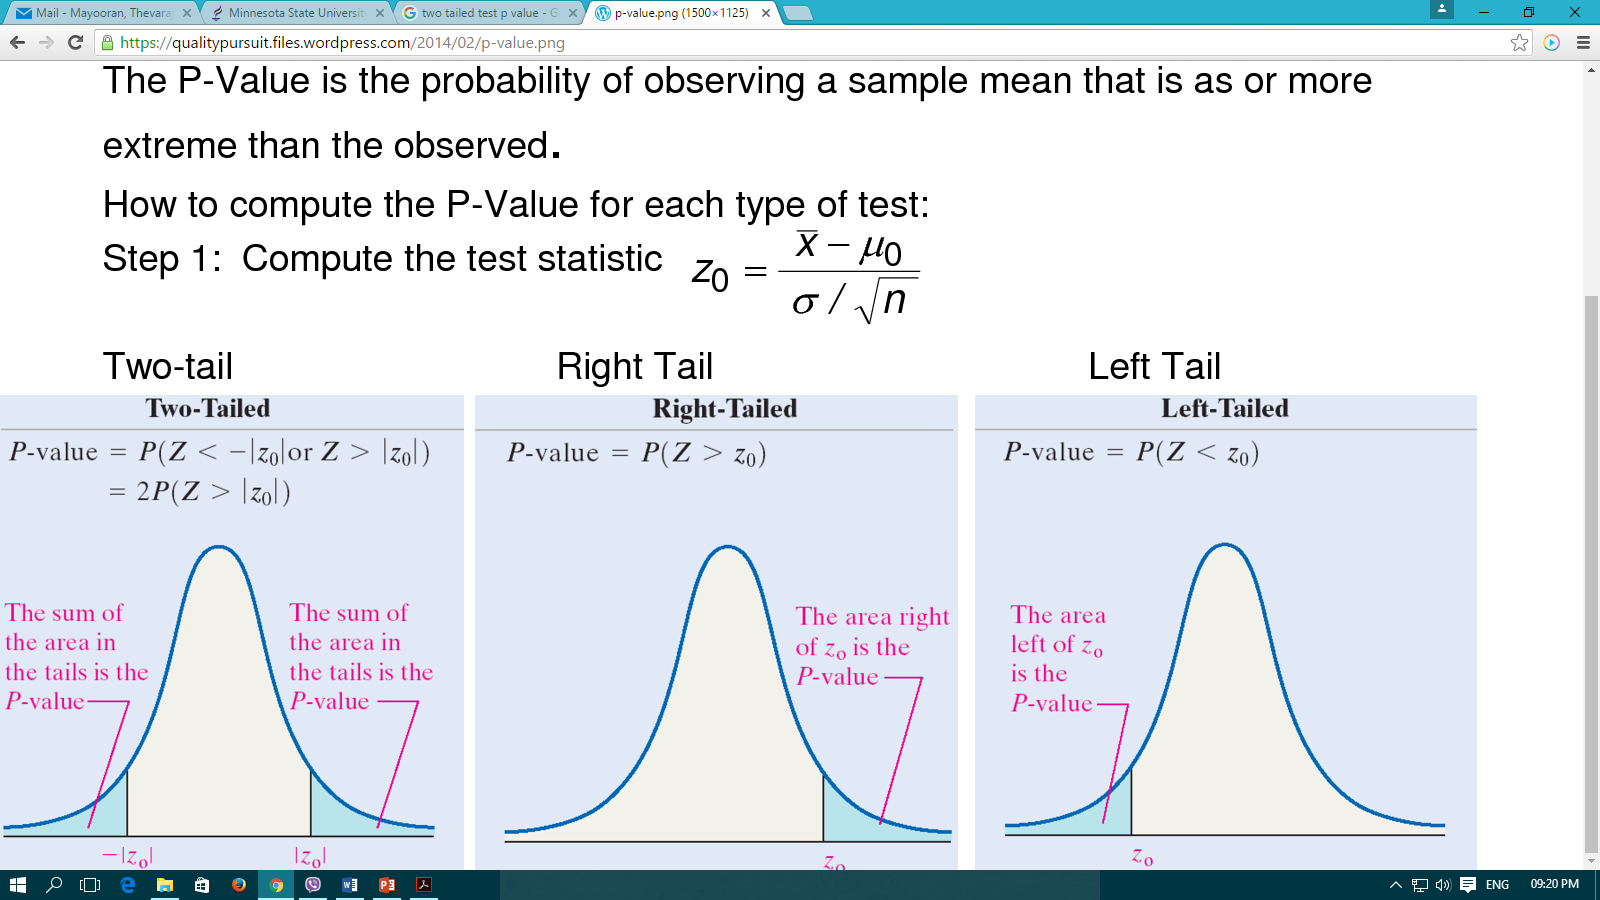 Mail - Mayooran, Thevara
Minnesota State Universit
two tailed test p value - G
p-value.png (1500×1125)
https://qualitypursuit.files.wordpress.com/2014/02/p-value.png
The P-Value is the probability of observing a sample mean that is as or more
extreme than the observed.
How to compute the P-Value for each type of test:
Step 1: Compute the test statistic z₀ = (x̄ − μ₀) / (σ / √n)
Two-tail
Right Tail
Left Tail
Two-Tailed
P-value = P(Z < −|z₀| or Z > |z₀|)
= 2P(Z > |z₀|)
The sum of
the area in
the tails is the
P-value
The sum of
the area in
the tails is the
P-value
−|z₀|
|z₀|
Right-Tailed
P-value = P(Z > z₀)
The area right
of z₀ is the
P-value
z₀
Left-Tailed
P-value = P(Z < z₀)
The area
left of z₀
is the
P-value
z₀
ENG
09:20 PM